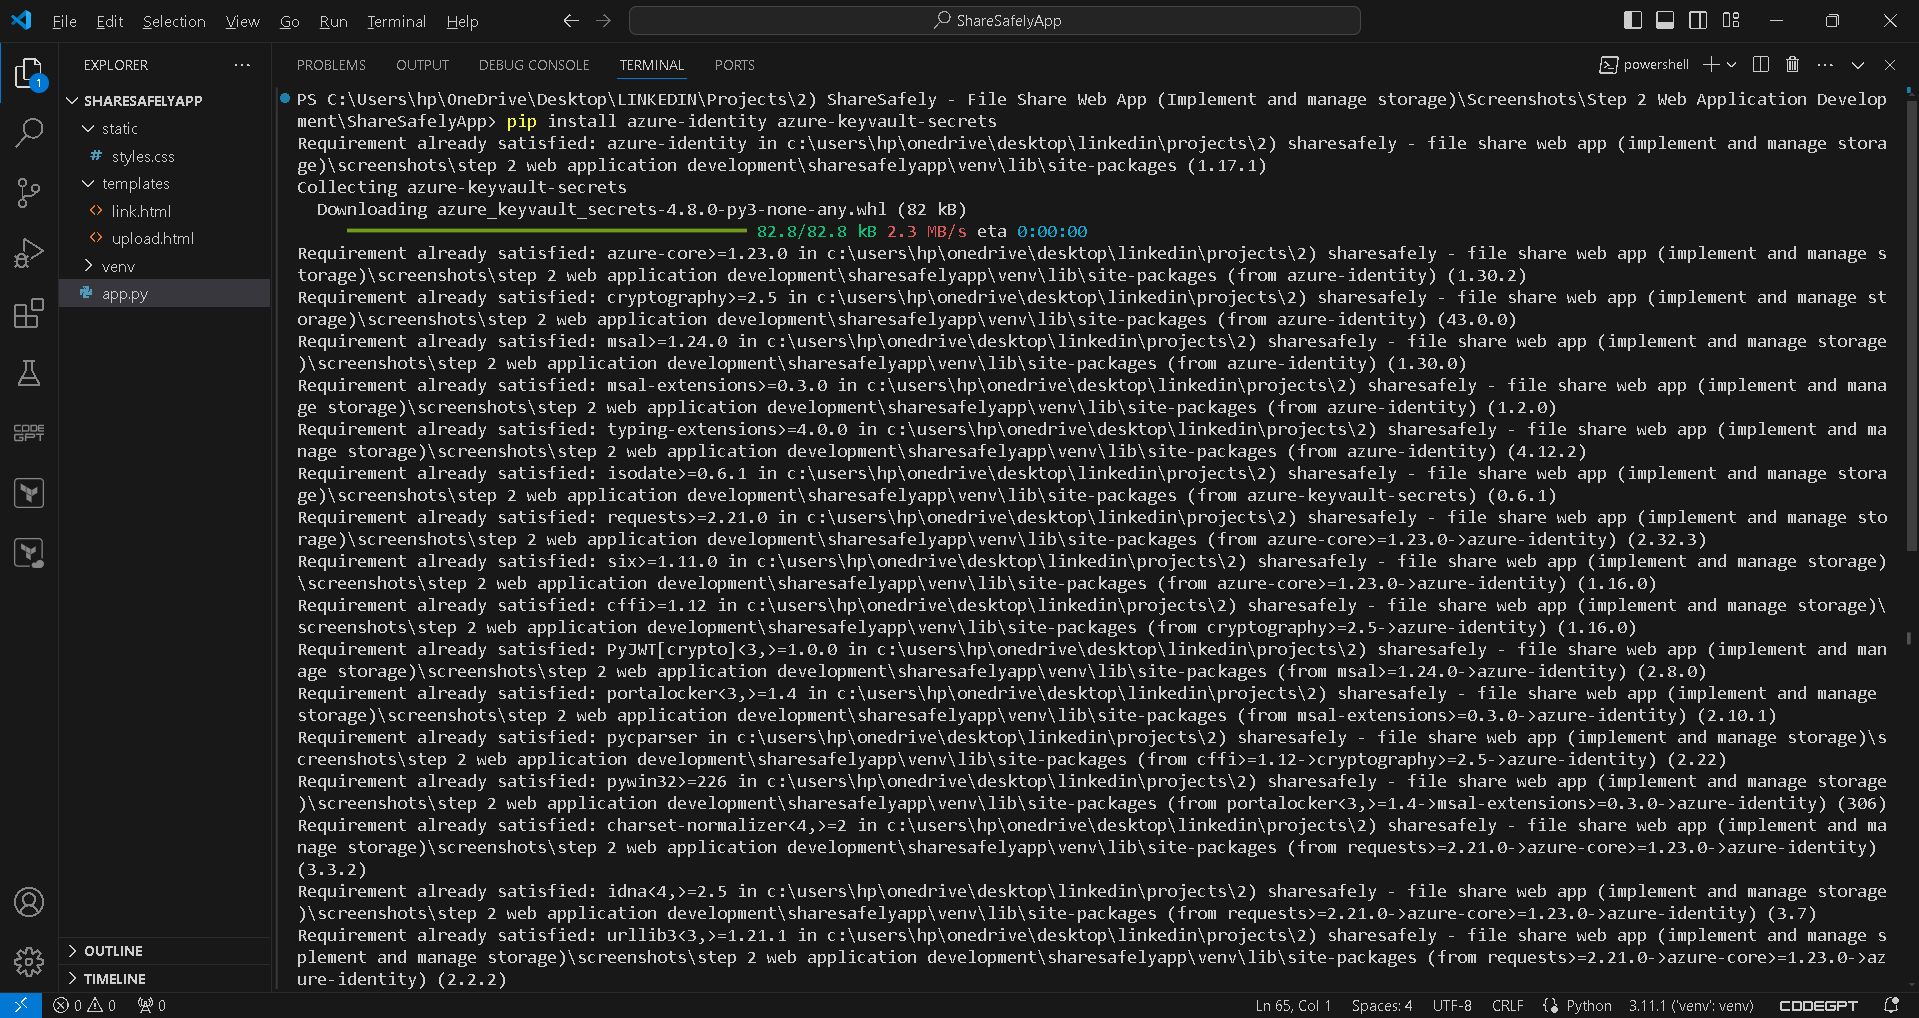 File Edit Selection View Go Run Terminal Help
ShareSafelyApp
EXPLORER
1
SHARESAFELYAPP
static
# styles.css
templates
<> link.html
<> upload.html
venv
app.py
CODE
GPT
OUTLINE
TIMELINE
PROBLEMS OUTPUT DEBUG CONSOLE TERMINAL PORTS
powershell
PS C:\Users\hp\OneDrive\Desktop\LINKEDIN\Projects\2) ShareSafely - File Share Web App (Implement and manage storage)\Screenshots\Step 2 Web Application Develop
ment\ShareSafelyApp> pip install azure-identity azure-keyvault-secrets
Requirement already satisfied: azure-identity in c:\users\hp\onedrive\desktop\linkedin\projects\2) sharesafely - file share web app (implement and manage stora
ge)\screenshots\step 2 web application development\sharesafelyapp\venv\lib\site-packages (1.17.1)
Collecting azure-keyvault-secrets
Downloading azure_keyvault_secrets-4.8.0-py3-none-any.whl (82 kB)
82.8/82.8 kB 2.3 MB/s eta 0:00:00
Requirement already satisfied: azure-core>=1.23.0 in c:\users\hp\onedrive\desktop\linkedin\projects\2) sharesafely - file share web app (implement and manage s
torage)\screenshots\step 2 web application development\sharesafelyapp\venv\lib\site-packages (from azure-identity) (1.30.2)
Requirement already satisfied: cryptography>=2.5 in c:\users\hp\onedrive\desktop\linkedin\projects\2) sharesafely - file share web app (implement and manage st
orage)\screenshots\step 2 web application development\sharesafelyapp\venv\lib\site-packages (from azure-identity) (43.0.0)
Requirement already satisfied: msal>=1.24.0 in c:\users\hp\onedrive\desktop\linkedin\projects\2) sharesafely - file share web app (implement and manage storage
)\screenshots\step 2 web application development\sharesafelyapp\venv\lib\site-packages (from azure-identity) (1.30.0)
Requirement already satisfied: msal-extensions>=0.3.0 in c:\users\hp\onedrive\desktop\linkedin\projects\2) sharesafely - file share web app (implement and mana
ge storage)\screenshots\step 2 web application development\sharesafelyapp\venv\lib\site-packages (from azure-identity) (1.2.0)
Requirement already satisfied: typing-extensions>=4.0.0 in c:\users\hp\onedrive\desktop\linkedin\projects\2) sharesafely - file share web app (implement and ma
nage storage)\screenshots\step 2 web application development\sharesafelyapp\venv\lib\site-packages (from azure-identity) (4.12.2)
Requirement already satisfied: isodate>=0.6.1 in c:\users\hp\onedrive\desktop\linkedin\projects\2) sharesafely - file share web app (implement and manage stora
ge)\screenshots\step 2 web application development\sharesafelyapp\venv\lib\site-packages (from azure-keyvault-secrets) (0.6.1)
Requirement already satisfied: requests>=2.21.0 in c:\users\hp\onedrive\desktop\linkedin\projects\2) sharesafely - file share web app (implement and manage sto
rage)\screenshots\step 2 web application development\sharesafelyapp\venv\lib\site-packages (from azure-core>=1.23.0->azure-identity) (2.32.3)
Requirement already satisfied: six>=1.11.0 in c:\users\hp\onedrive\desktop\linkedin\projects\2) sharesafely - file share web app (implement and manage storage)
\screenshots\step 2 web application development\sharesafelyapp\venv\lib\site-packages (from azure-core>=1.23.0->azure-identity) (1.16.0)
Requirement already satisfied: cffi>=1.12 in c:\users\hp\onedrive\desktop\linkedin\projects\2) sharesafely - file share web app (implement and manage storage)\
screenshots\step 2 web application development\sharesafelyapp\venv\lib\site-packages (from cryptography>=2.5->azure-identity) (1.16.0)
Requirement already satisfied: PyJWT[crypto]<3,>=1.0.0 in c:\users\hp\onedrive\desktop\linkedin\projects\2) sharesafely - file share web app (implement and man
age storage)\screenshots\step 2 web application development\sharesafelyapp\venv\lib\site-packages (from msal>=1.24.0->azure-identity) (2.8.0)
Requirement already satisfied: portalocker<3,>=1.4 in c:\users\hp\onedrive\desktop\linkedin\projects\2) sharesafely - file share web app (implement and manage
storage)\screenshots\step 2 web application development\sharesafelyapp\venv\lib\site-packages (from msal-extensions>=0.3.0->azure-identity) (2.10.1)
Requirement already satisfied: pycparser in c:\users\hp\onedrive\desktop\linkedin\projects\2) sharesafely - file share web app (implement and manage storage)\s
creenshots\step 2 web application development\sharesafelyapp\venv\lib\site-packages (from cffi>=1.12->cryptography>=2.5->azure-identity) (2.22)
Requirement already satisfied: pywin32>=226 in c:\users\hp\onedrive\desktop\linkedin\projects\2) sharesafely - file share web app (implement and manage storage
)\screenshots\step 2 web application development\sharesafelyapp\venv\lib\site-packages (from portalocker<3,>=1.4->msal-extensions>=0.3.0->azure-identity) (306)
Requirement already satisfied: charset-normalizer<4,>=2 in c:\users\hp\onedrive\desktop\linkedin\projects\2) sharesafely - file share web app (implement and ma
nage storage)\screenshots\step 2 web application development\sharesafelyapp\venv\lib\site-packages (from requests>=2.21.0->azure-core>=1.23.0->azure-identity)
(3.3.2)
Requirement already satisfied: idna<4,>=2.5 in c:\users\hp\onedrive\desktop\linkedin\projects\2) sharesafely - file share web app (implement and manage storage
)\screenshots\step 2 web application development\sharesafelyapp\venv\lib\site-packages (from requests>=2.21.0->azure-core>=1.23.0->azure-identity) (3.7)
Requirement already satisfied: urllib3<3,>=1.21.1 in c:\users\hp\onedrive\desktop\linkedin\projects\2) sharesafely - file share web app (implement and manage s
plement and manage storage)\screenshots\step 2 web application development\sharesafelyapp\venv\lib\site-packages (from requests>=2.21.0->azure-core>=1.23.0->az
ure-identity) (2.2.2)
0 0 0 Ln 65, Col 1 Spaces: 4 UTF-8 CRLF Python 3.11.1 ('venv': venv) CODEGPT